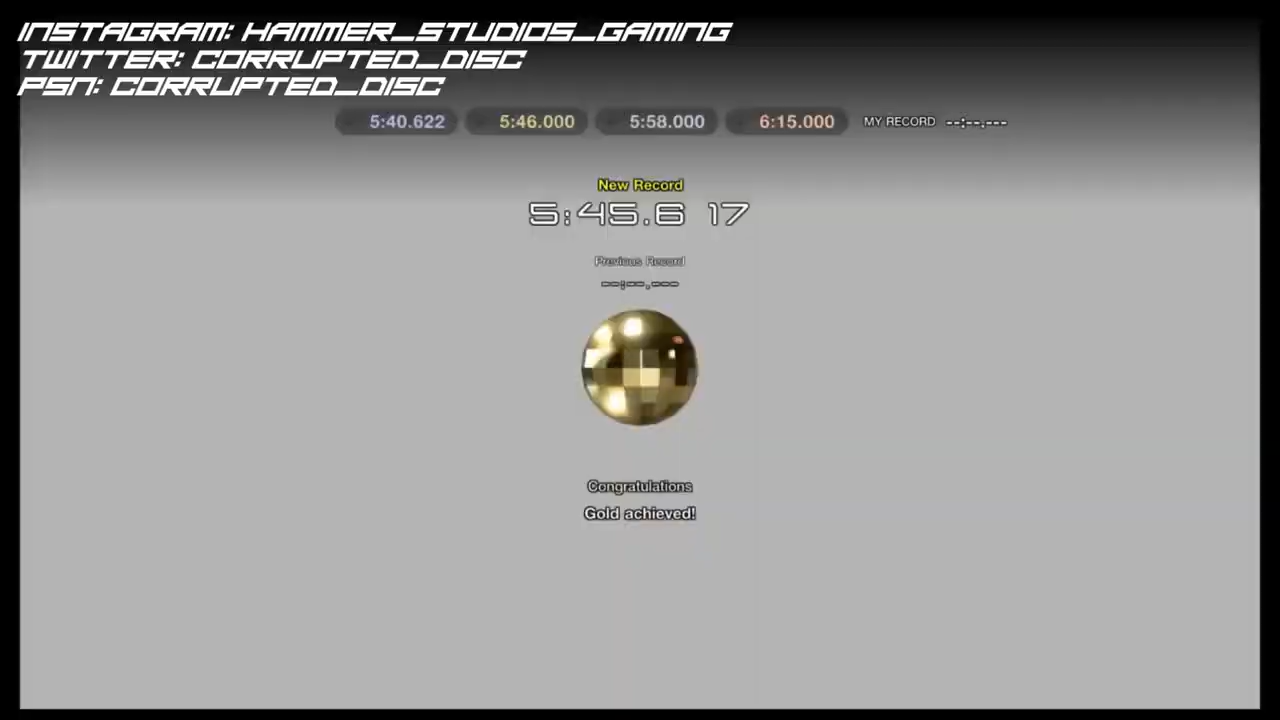 INSTAGRAM: HAMMER_STUDIOS_GAMING
TWITTER: CORRUPTED_DISC
PSN: CORRUPTED_DISC
5:40.622 5:46.000 5:58.000 6:15.000 MY RECORD --:--.---
New Record
5:45.617
Previous Record
--:--.---
Congratulations
Gold achieved!